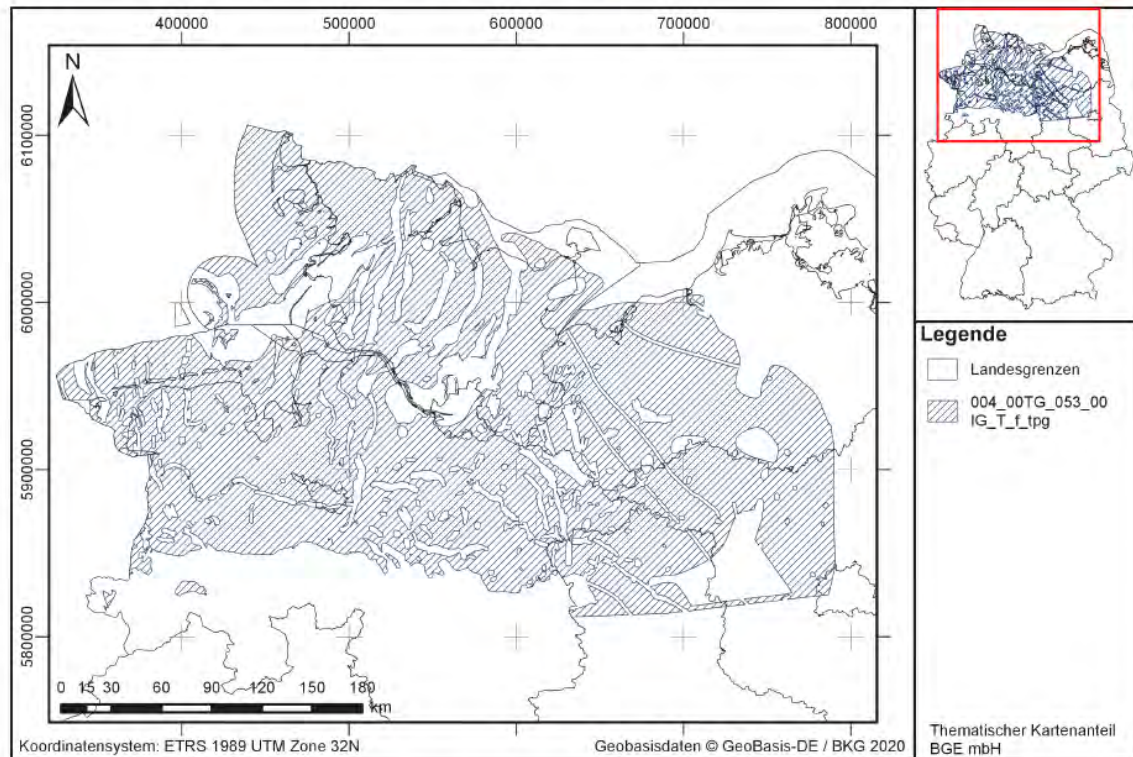 400000 500000 600000 700000 800000
N
6100000
6000000
5900000
5800000
0 15 30 60 90 120 150 180
km
Koordinatensystem: ETRS 1989 UTM Zone 32N
Geobasisdaten © GeoBasis-DE / BKG 2020
Legende
Landesgrenzen
004_00TG_053_00
IG_T_f_tpg
Thematischer Kartenanteil
BGE mbH